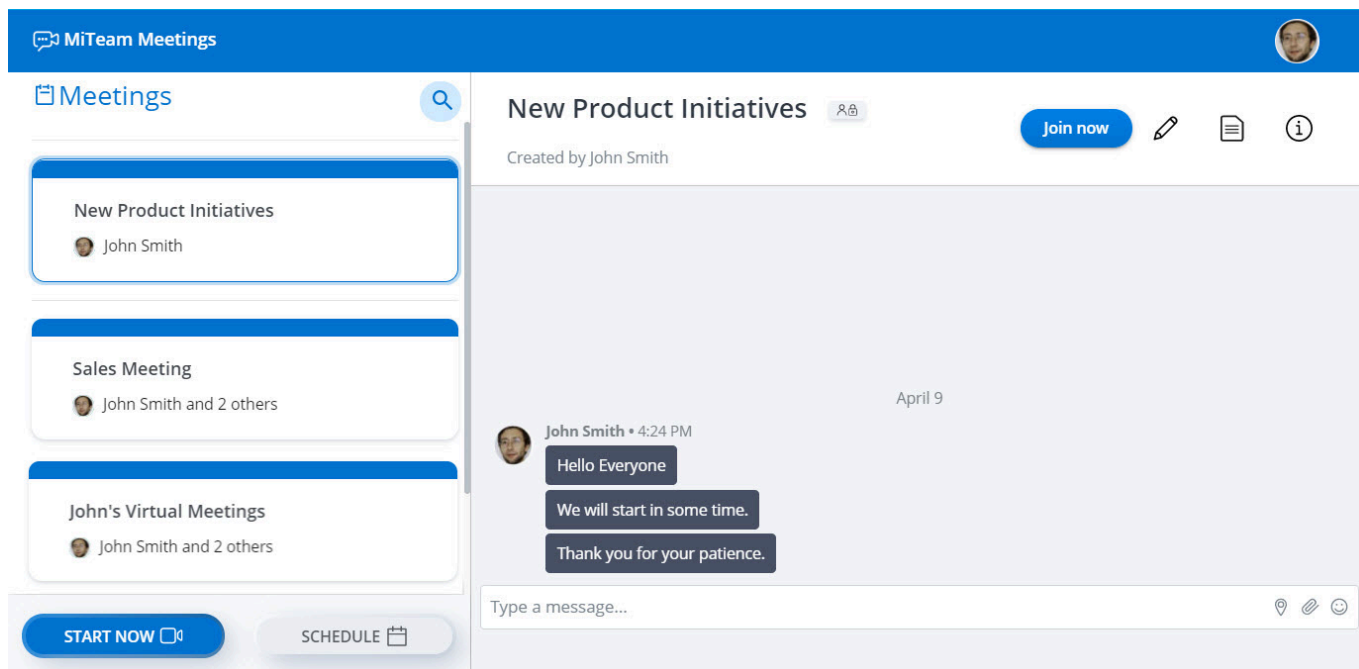 MiTeam Meetings
Meetings
New Product Initiatives
John Smith
Sales Meeting
John Smith and 2 others
John's Virtual Meetings
John Smith and 2 others
START NOW
SCHEDULE
New Product Initiatives
Created by John Smith
Join now
April 9
John Smith • 4:24 PM
Hello Everyone
We will start in some time.
Thank you for your patience.
Type a message...